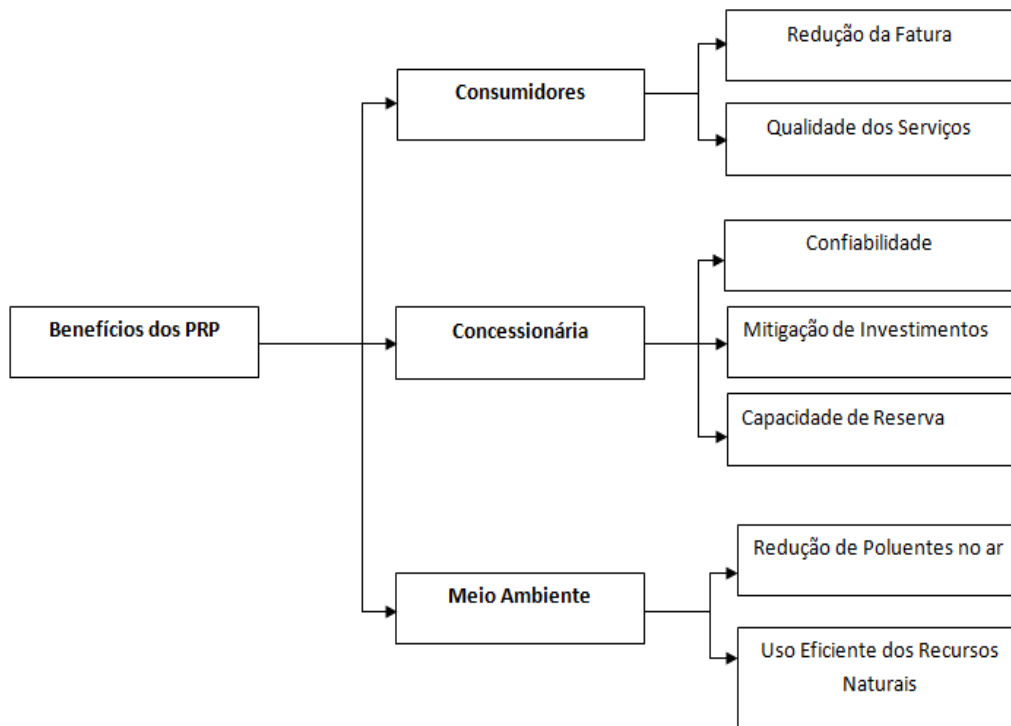 Benefícios dos PRP
Consumidores
Redução da Fatura
Qualidade dos Serviços
Concessionária
Confiabilidade
Mitigação de Investimentos
Capacidade de Reserva
Meio Ambiente
Redução de Poluentes no ar
Uso Eficiente dos Recursos
Naturais